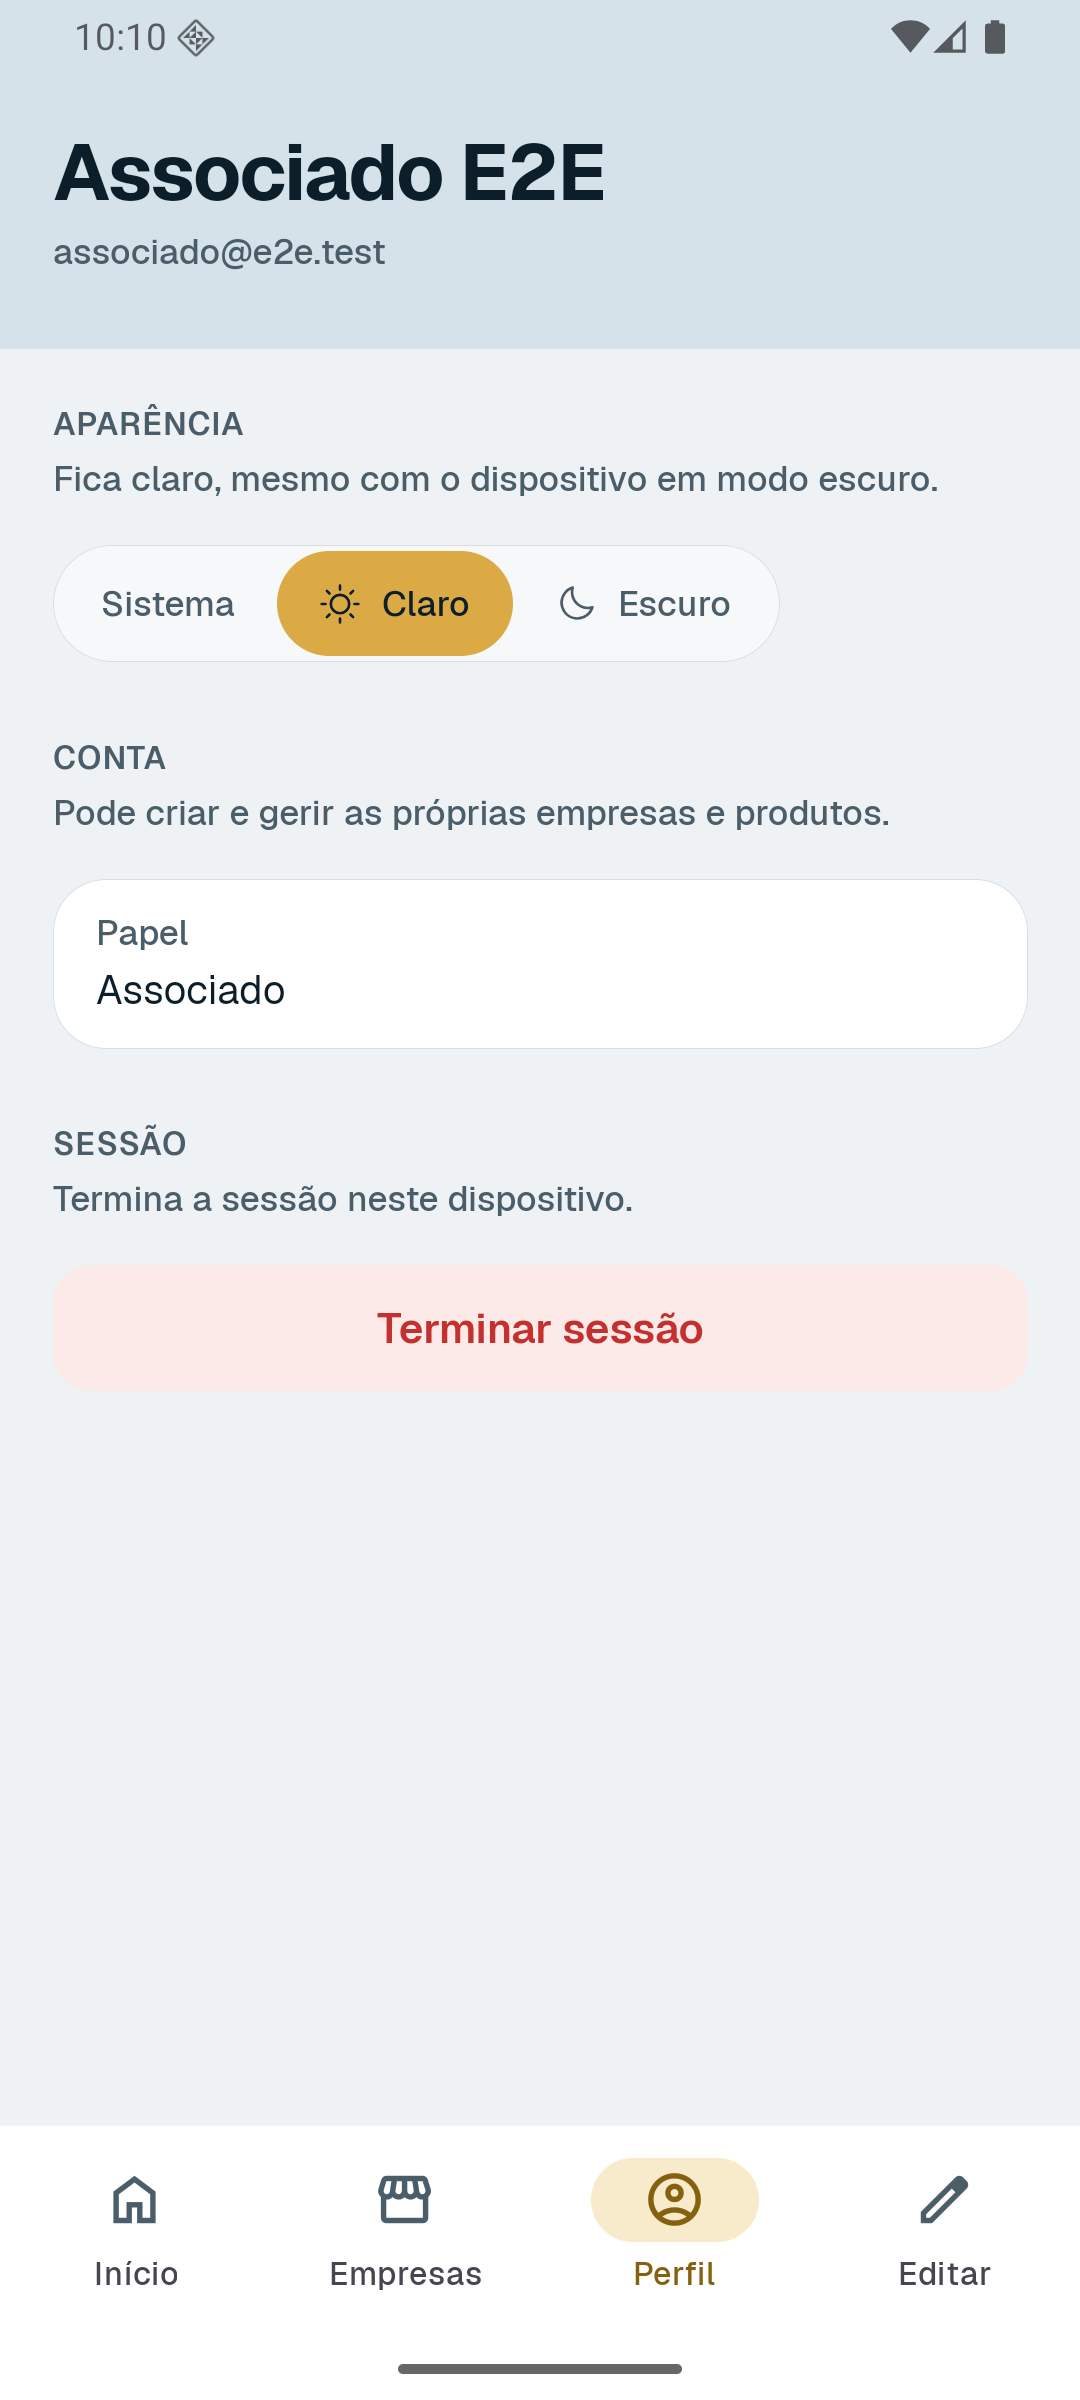 10:10
Associado E2E
associado@e2e.test
APARÊNCIA
Fica claro, mesmo com o dispositivo em modo escuro.
Sistema
Claro
Escuro
CONTA
Pode criar e gerir as próprias empresas e produtos.
Papel
Associado
SESSÃO
Termina a sessão neste dispositivo.
Terminar sessão
Início
Empresas
Perfil
Editar